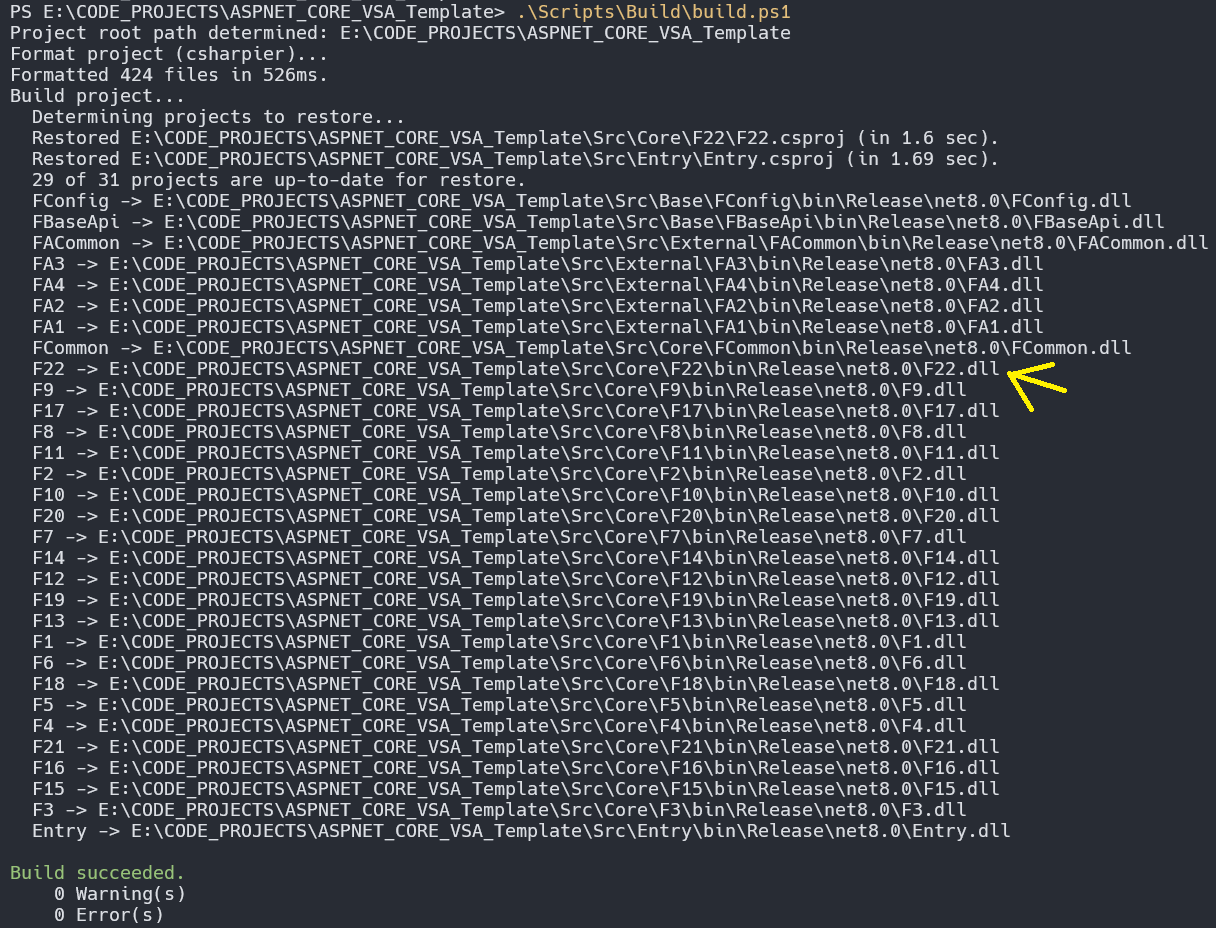 PS E:\CODE_PROJECTS\ASPNET_CORE_VSA_Template> .\Scripts\Build\build.ps1
Project root path determined: E:\CODE_PROJECTS\ASPNET_CORE_VSA_Template
Format project (csharpier)...
Formatted 424 files in 526ms.
Build project...
  Determining projects to restore...
  Restored E:\CODE_PROJECTS\ASPNET_CORE_VSA_Template\Src\Core\F22\F22.csproj (in 1.6 sec).
  Restored E:\CODE_PROJECTS\ASPNET_CORE_VSA_Template\Src\Entry\Entry.csproj (in 1.69 sec).
  29 of 31 projects are up-to-date for restore.
  FConfig -> E:\CODE_PROJECTS\ASPNET_CORE_VSA_Template\Src\Base\FConfig\bin\Release\net8.0\FConfig.dll
  FBaseApi -> E:\CODE_PROJECTS\ASPNET_CORE_VSA_Template\Src\Base\FBaseApi\bin\Release\net8.0\FBaseApi.dll
  FACommon -> E:\CODE_PROJECTS\ASPNET_CORE_VSA_Template\Src\External\FACommon\bin\Release\net8.0\FACommon.dll
  FA3 -> E:\CODE_PROJECTS\ASPNET_CORE_VSA_Template\Src\External\FA3\bin\Release\net8.0\FA3.dll
  FA4 -> E:\CODE_PROJECTS\ASPNET_CORE_VSA_Template\Src\External\FA4\bin\Release\net8.0\FA4.dll
  FA2 -> E:\CODE_PROJECTS\ASPNET_CORE_VSA_Template\Src\External\FA2\bin\Release\net8.0\FA2.dll
  FA1 -> E:\CODE_PROJECTS\ASPNET_CORE_VSA_Template\Src\External\FA1\bin\Release\net8.0\FA1.dll
  FCommon -> E:\CODE_PROJECTS\ASPNET_CORE_VSA_Template\Src\Core\FCommon\bin\Release\net8.0\FCommon.dll
  F22 -> E:\CODE_PROJECTS\ASPNET_CORE_VSA_Template\Src\Core\F22\bin\Release\net8.0\F22.dll
  F9 -> E:\CODE_PROJECTS\ASPNET_CORE_VSA_Template\Src\Core\F9\bin\Release\net8.0\F9.dll
  F17 -> E:\CODE_PROJECTS\ASPNET_CORE_VSA_Template\Src\Core\F17\bin\Release\net8.0\F17.dll
  F8 -> E:\CODE_PROJECTS\ASPNET_CORE_VSA_Template\Src\Core\F8\bin\Release\net8.0\F8.dll
  F11 -> E:\CODE_PROJECTS\ASPNET_CORE_VSA_Template\Src\Core\F11\bin\Release\net8.0\F11.dll
  F2 -> E:\CODE_PROJECTS\ASPNET_CORE_VSA_Template\Src\Core\F2\bin\Release\net8.0\F2.dll
  F10 -> E:\CODE_PROJECTS\ASPNET_CORE_VSA_Template\Src\Core\F10\bin\Release\net8.0\F10.dll
  F20 -> E:\CODE_PROJECTS\ASPNET_CORE_VSA_Template\Src\Core\F20\bin\Release\net8.0\F20.dll
  F7 -> E:\CODE_PROJECTS\ASPNET_CORE_VSA_Template\Src\Core\F7\bin\Release\net8.0\F7.dll
  F14 -> E:\CODE_PROJECTS\ASPNET_CORE_VSA_Template\Src\Core\F14\bin\Release\net8.0\F14.dll
  F12 -> E:\CODE_PROJECTS\ASPNET_CORE_VSA_Template\Src\Core\F12\bin\Release\net8.0\F12.dll
  F19 -> E:\CODE_PROJECTS\ASPNET_CORE_VSA_Template\Src\Core\F19\bin\Release\net8.0\F19.dll
  F13 -> E:\CODE_PROJECTS\ASPNET_CORE_VSA_Template\Src\Core\F13\bin\Release\net8.0\F13.dll
  F1 -> E:\CODE_PROJECTS\ASPNET_CORE_VSA_Template\Src\Core\F1\bin\Release\net8.0\F1.dll
  F6 -> E:\CODE_PROJECTS\ASPNET_CORE_VSA_Template\Src\Core\F6\bin\Release\net8.0\F6.dll
  F18 -> E:\CODE_PROJECTS\ASPNET_CORE_VSA_Template\Src\Core\F18\bin\Release\net8.0\F18.dll
  F5 -> E:\CODE_PROJECTS\ASPNET_CORE_VSA_Template\Src\Core\F5\bin\Release\net8.0\F5.dll
  F4 -> E:\CODE_PROJECTS\ASPNET_CORE_VSA_Template\Src\Core\F4\bin\Release\net8.0\F4.dll
  F21 -> E:\CODE_PROJECTS\ASPNET_CORE_VSA_Template\Src\Core\F21\bin\Release\net8.0\F21.dll
  F16 -> E:\CODE_PROJECTS\ASPNET_CORE_VSA_Template\Src\Core\F16\bin\Release\net8.0\F16.dll
  F15 -> E:\CODE_PROJECTS\ASPNET_CORE_VSA_Template\Src\Core\F15\bin\Release\net8.0\F15.dll
  F3 -> E:\CODE_PROJECTS\ASPNET_CORE_VSA_Template\Src\Core\F3\bin\Release\net8.0\F3.dll
  Entry -> E:\CODE_PROJECTS\ASPNET_CORE_VSA_Template\Src\Entry\bin\Release\net8.0\Entry.dll
Build succeeded.
    0 Warning(s)
    0 Error(s)